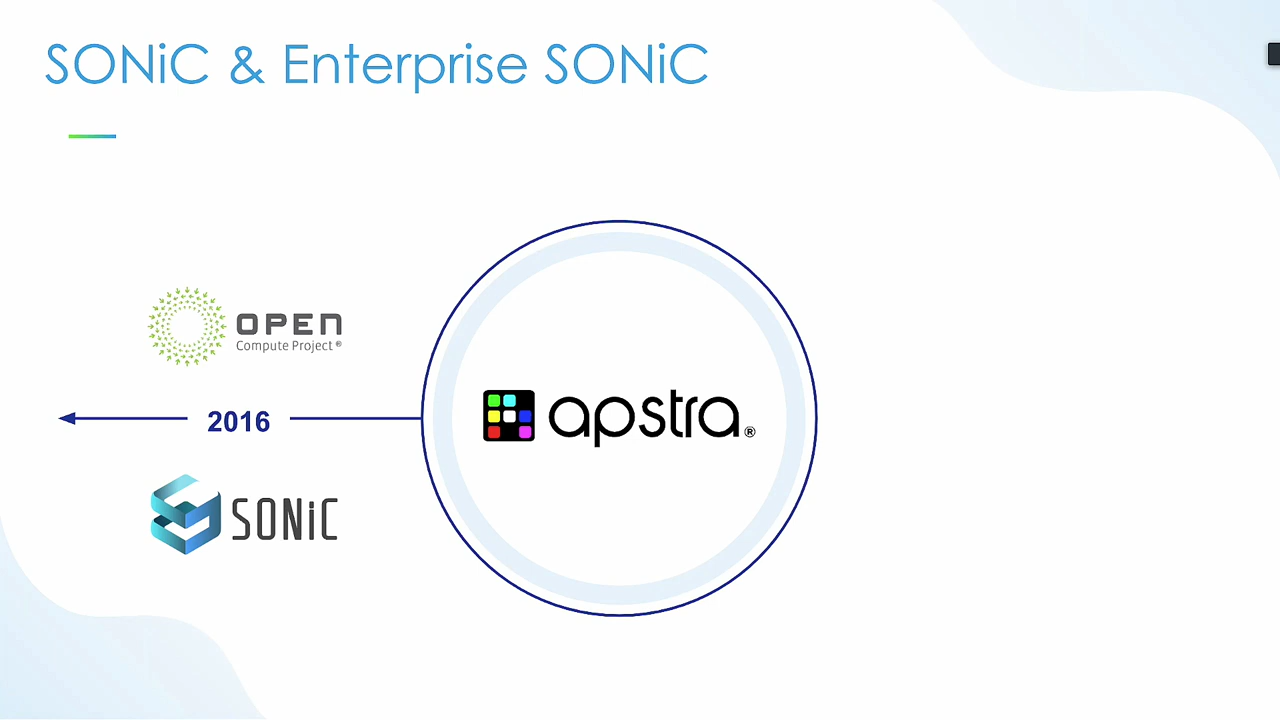 SONiC & Enterprise SONiC
OPEN
Compute Project ®
2016
SONiC
apstra®